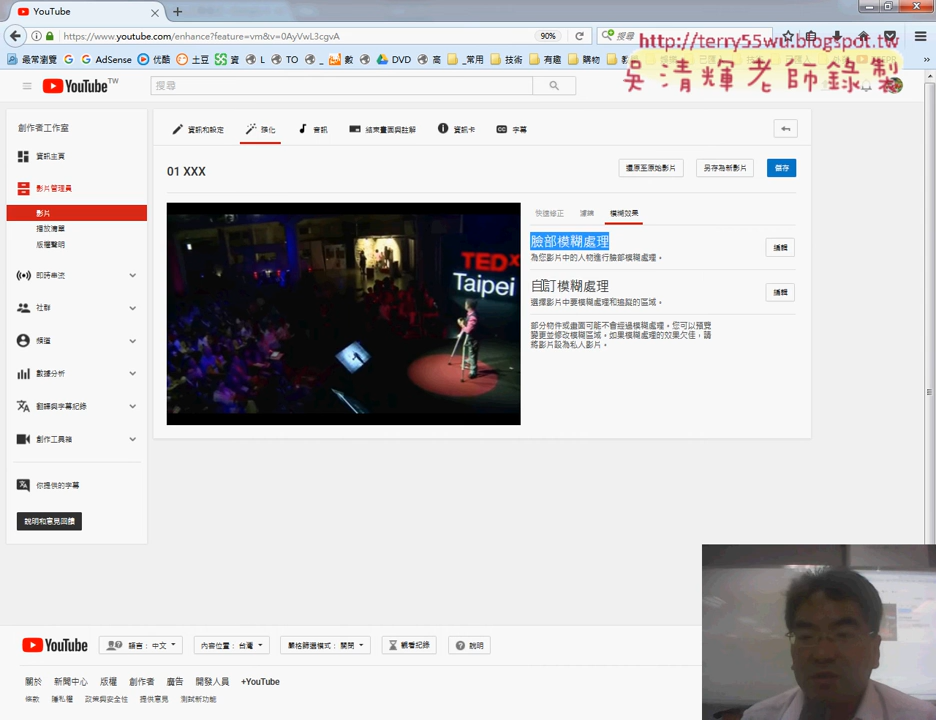 YouTube
https://www.youtube.com/enhance?feature=vm&v=0AyVwL3cgvA
90%
搜尋
http://terry55wu.blogspot.tw
吳清輝老師錄製
最常瀏覽
AdSense
優酷
土豆
資
L
TO
_
數
DVD
高
_常用
技術
有趣
購物
YouTube TW
搜尋
創作者工作室
資訊主頁
影片管理員
影片
播放清單
版權聲明
即時串流
社群
頻道
數據分析
翻譯與字幕記錄
創作工具箱
你提供的字幕
說明和意見回饋
資訊和設定
強化
音訊
結束畫面與註解
資訊卡
字幕
01 XXX
還原至原始影片
另存為新影片
儲存
TEDx
Taipei
快速修正
濾鏡
模糊效果
臉部模糊處理
為您影片中的人物進行臉部模糊處理。
編輯
自訂模糊處理
選擇影片中要模糊處理和追蹤的區域。
編輯
部分物件或畫面可能不會經過模糊處理。您可以預覽
變更並修改模糊區域。如果模糊處理的效果欠佳，請
將影片設為私人影片。
YouTube
語言：中文
內容位置：台灣
嚴格篩選模式：關閉
觀看紀錄
說明
關於
新聞中心
版權
創作者
廣告
開發人員
+YouTube
條款
隱私權
政策與安全性
提供意見
測試新功能